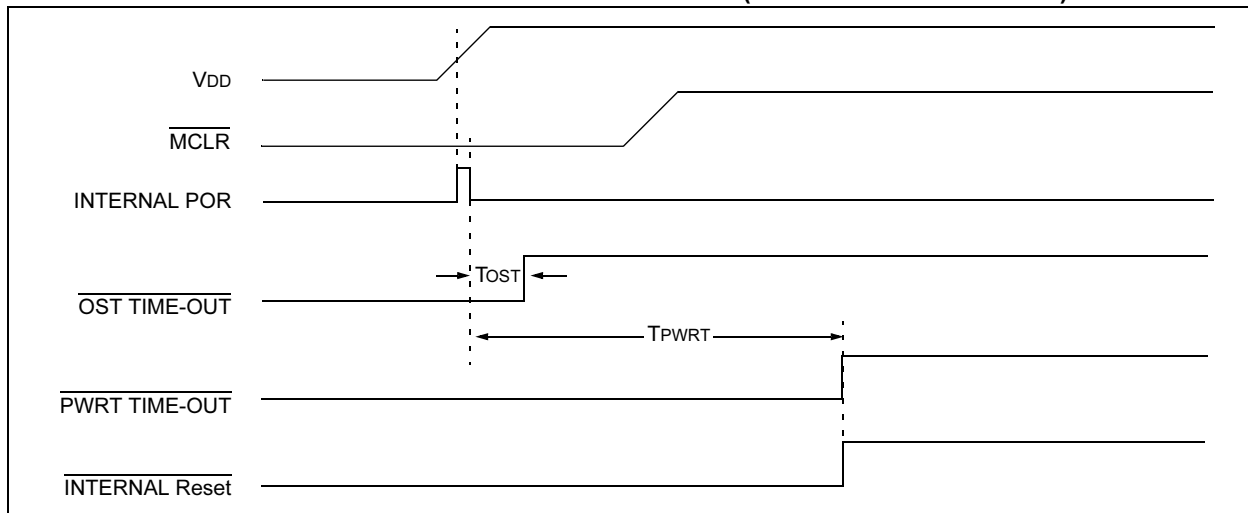 VDD
MCLR
INTERNAL POR
TOST
OST TIME-OUT
TPWRT
PWRT TIME-OUT
INTERNAL Reset